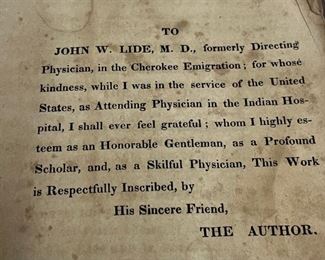 TO
JOHN W. LIDE, M. D., formerly Directing
Physician, in the Cherokee Emigration; for whose
kindness, while I was in the service of the United
States, as Attending Physician in the Indian Hos-
pital, I shall ever feel grateful; whom I highly es-
teem as an Honorable Gentleman, as a Profound
Scholar, and, as a Skilful Physician, This Work
is Respectfully Inscribed, by
His Sincere Friend,
THE AUTHOR.